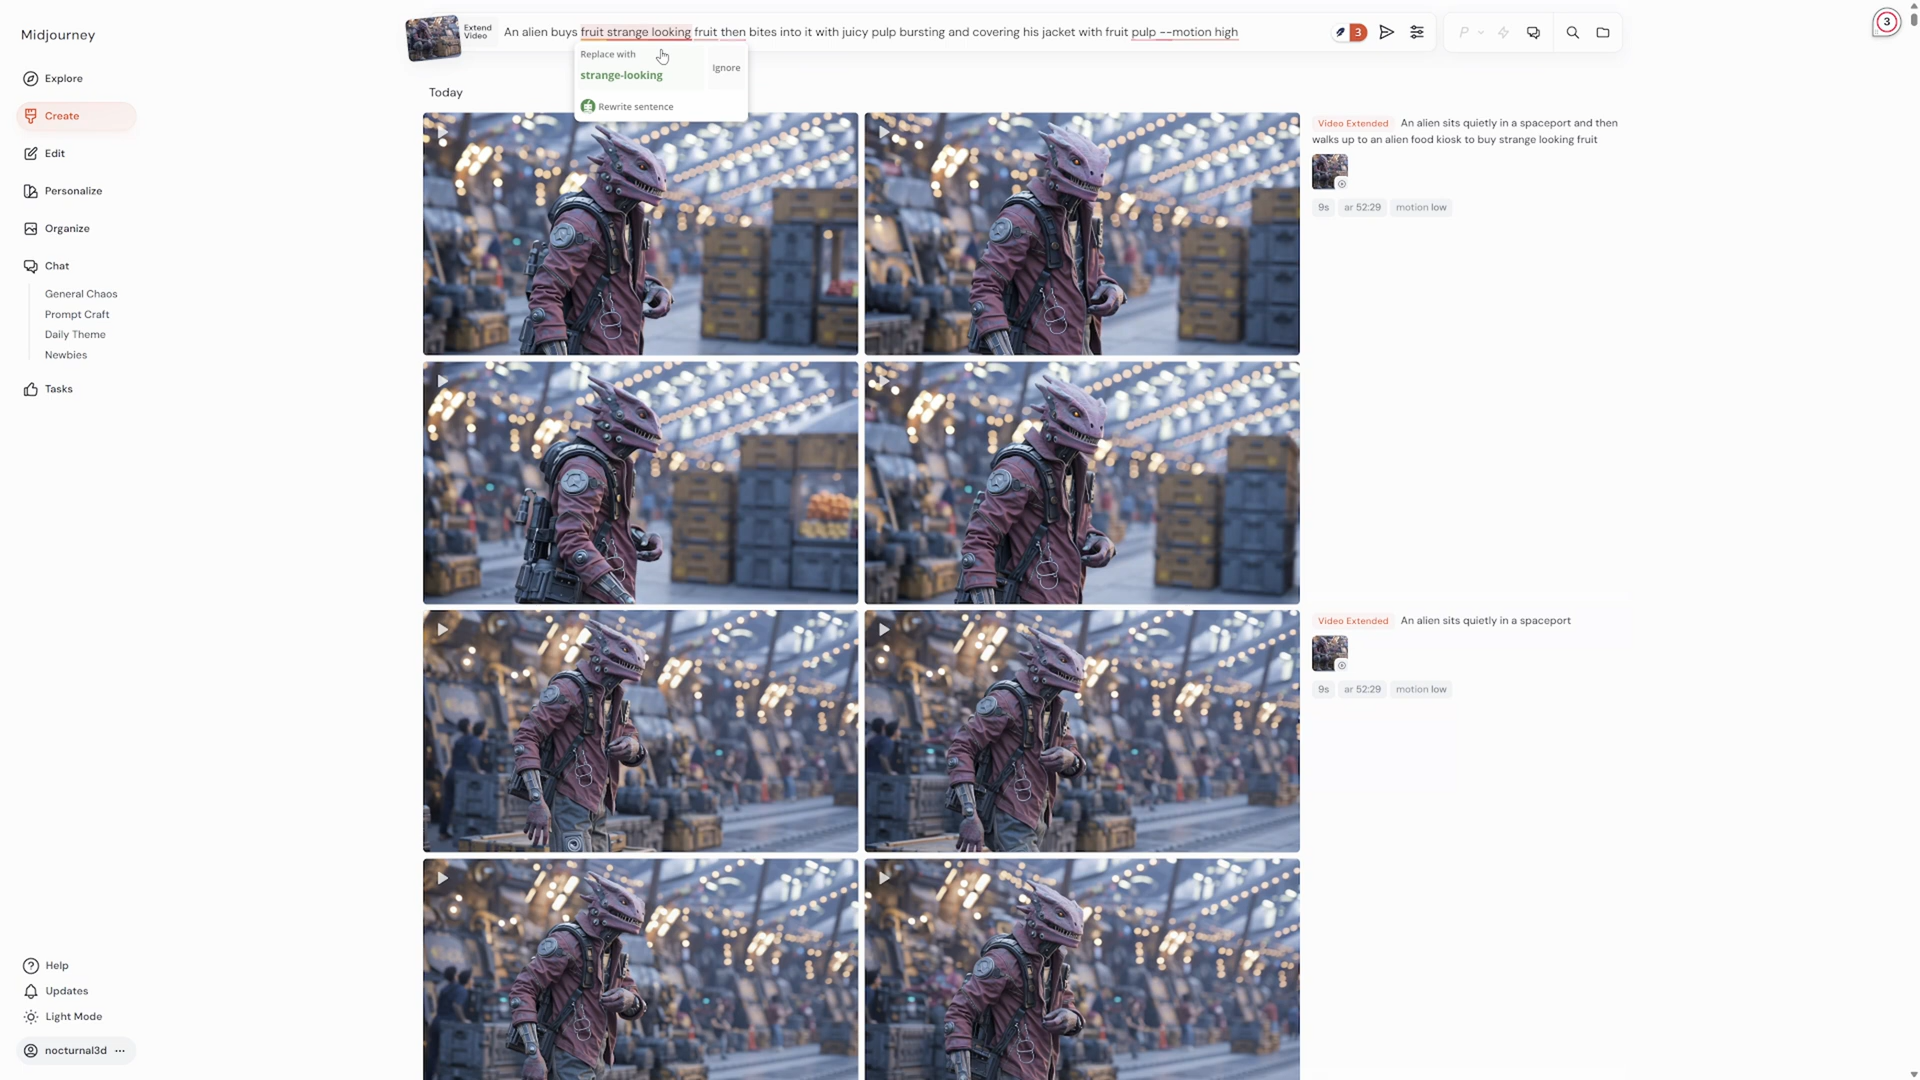 Midjourney
Explore
Create
Edit
Personalize
Organize
Chat
General Chaos
Prompt Craft
Daily Theme
Newbies
Tasks
Help
Updates
Light Mode
nocturnal3d
Extend
Video
An alien buys fruit strange looking fruit then bites into it with juicy pulp bursting and covering his jacket with fruit pulp --motion high
3
P
3
Replace with
strange-looking
Ignore
Rewrite sentence
Today
Video Extended An alien sits quietly in a spaceport and then
walks up to an alien food kiosk to buy strange looking fruit
9s ar 52:29 motion low
Video Extended An alien sits quietly in a spaceport
9s ar 52:29 motion low